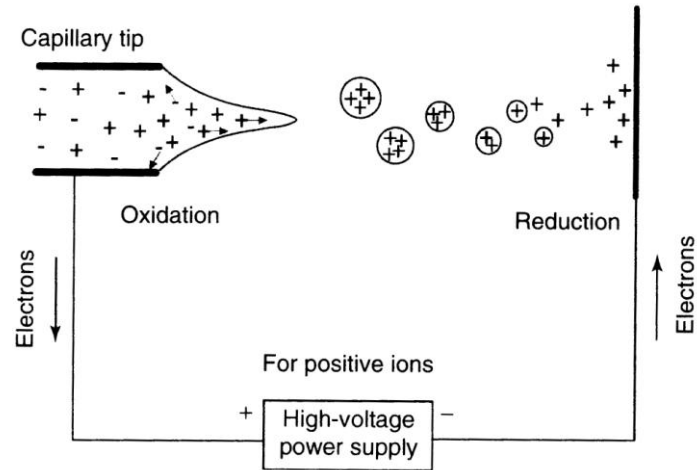 Capillary tip
Oxidation
Reduction
Electrons
Electrons
For positive ions
+
High-voltage
power supply
−